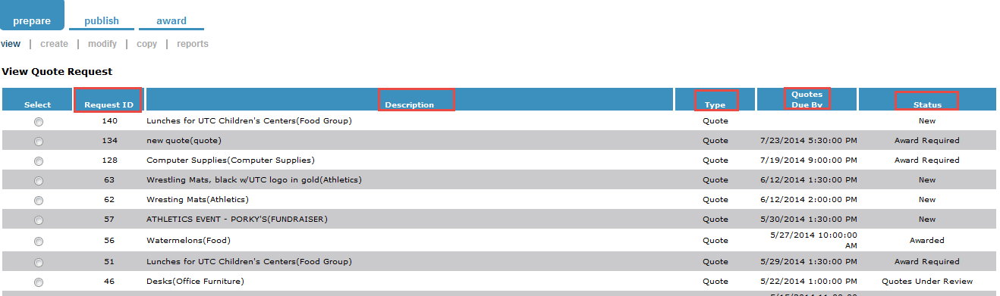 prepare publish award
view | create | modify | copy | reports
View Quote Request
Select Request ID Description Type Quotes Due By Status
140 Lunches for UTC Children's Centers(Food Group) Quote New
134 new quote(quote) Quote 7/23/2014 5:30:00 PM Award Required
128 Computer Supplies(Computer Supplies) Quote 7/19/2014 9:00:00 PM Award Required
63 Wrestling Mats, black w/UTC logo in gold(Athletics) Quote 6/12/2014 1:30:00 PM New
62 Wresting Mats(Athletics) Quote 6/12/2014 2:00:00 PM New
57 ATHLETICS EVENT - PORKY'S(FUNDRAISER) Quote 5/30/2014 1:30:00 PM New
56 Watermelons(Food) Quote 5/27/2014 10:00:00 AM Awarded
51 Lunches for UTC Children's Centers(Food Group) Quote 5/29/2014 1:30:00 PM Award Required
46 Desks(Office Furniture) Quote 5/22/2014 1:00:00 PM Quotes Under Review